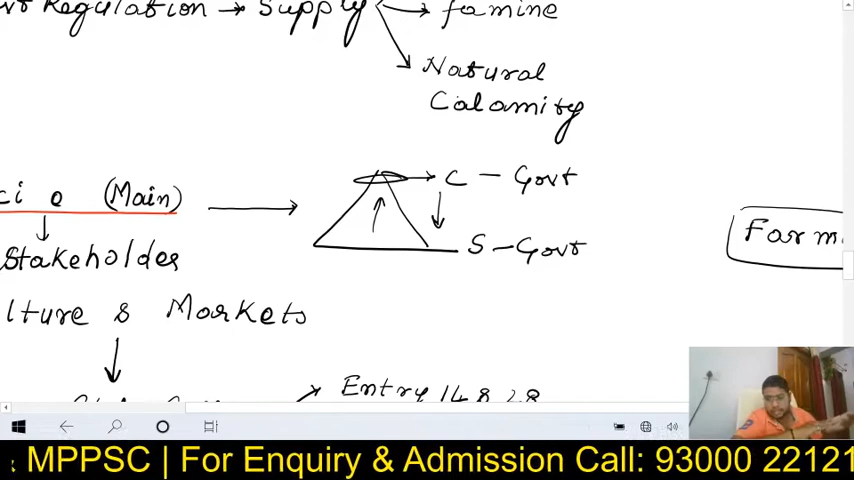 Regulation → Supply → famine
Natural
Calamity
(Main) → C - Govt
Stakeholder S - Govt
Farm
lture & Markets
Entry 14 & 28
MPPSC | For Enquiry & Admission Call: 93000 22121